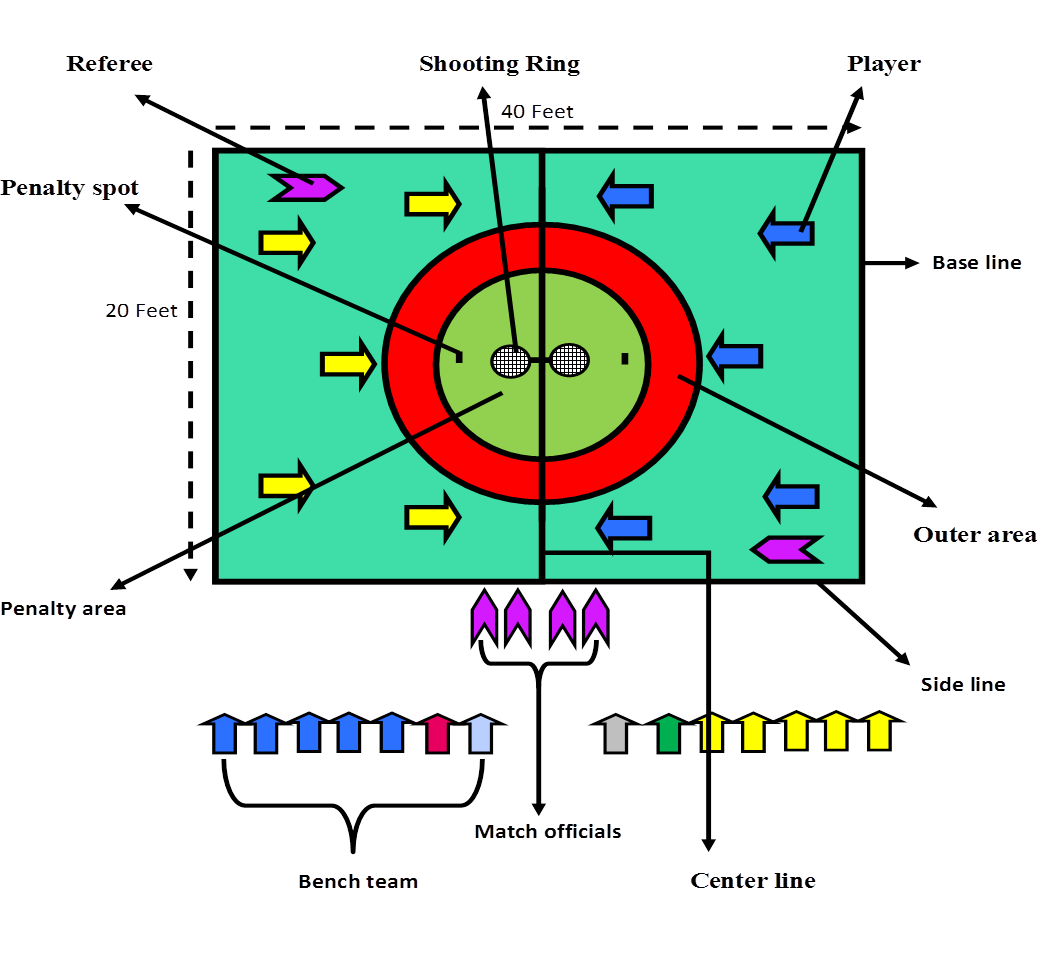 Referee
Shooting Ring
Player
40 Feet
Penalty spot
Base line
20 Feet
Outer area
Penalty area
Side line
Match officials
Bench team
Center line